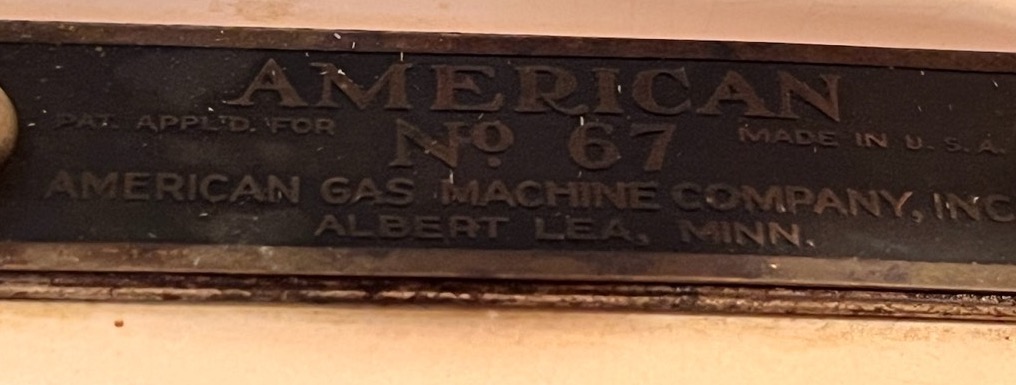 AMERICAN
PAT. APPL'D. FOR No 67 MADE IN U.S.A.
AMERICAN GAS MACHINE COMPANY, INC
ALBERT LEA, MINN.